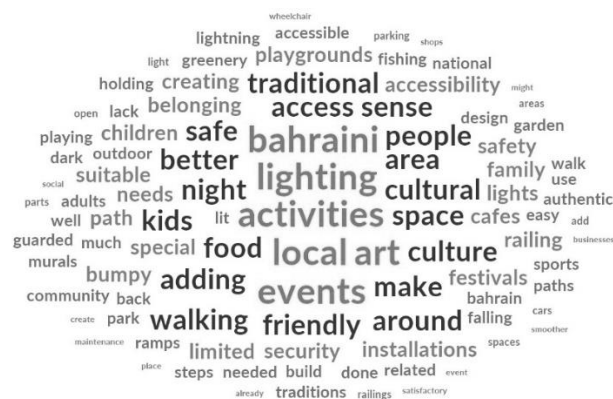 wheelchair
lightning accessible parking shops
light greenery playgrounds fishing national
holding creating traditional accessibility might
open lack belonging access sense design areas garden
playing children safe bahraini people safety
dark outdoor better lighting area family walk
social suitable night cultural lights use authentic
parts adults needs lit activities space cafes easy add
well path kids
guarded much special food local art culture railing businesses
murals bumpy adding events make festivals sports
community back bahrain paths
create park walking friendly around falling cars smoother
maintenance ramps limited security installations spaces
place steps needed build done related event
already traditions railings satisfactory